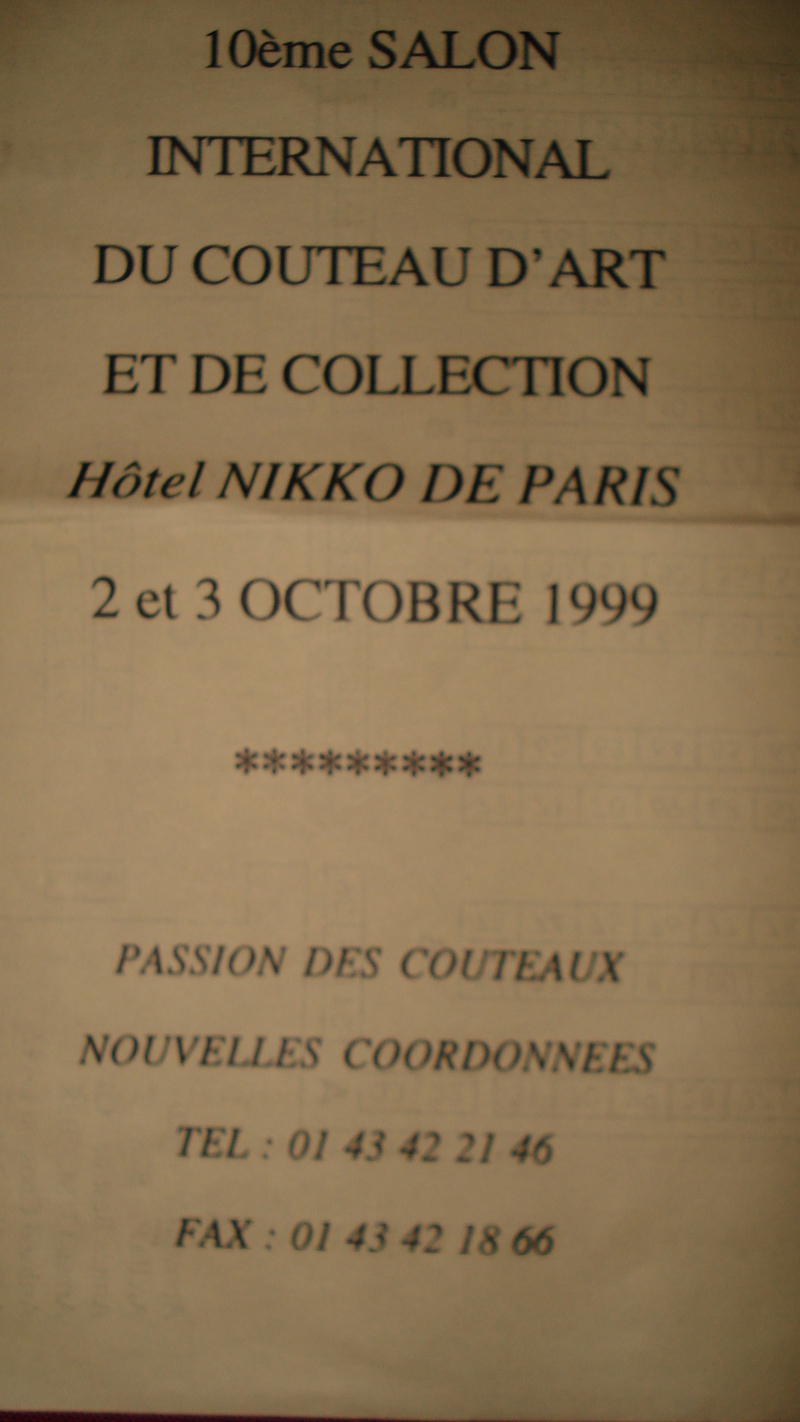 10ème SALON
INTERNATIONAL
DU COUTEAU D'ART
ET DE COLLECTION
Hôtel NIKKO DE PARIS
2 et 3 OCTOBRE 1999
*********
PASSION DES COUTEAUX
NOUVELLES COORDONNEES
TEL : 01 43 42 21 46
FAX : 01 43 42 18 66